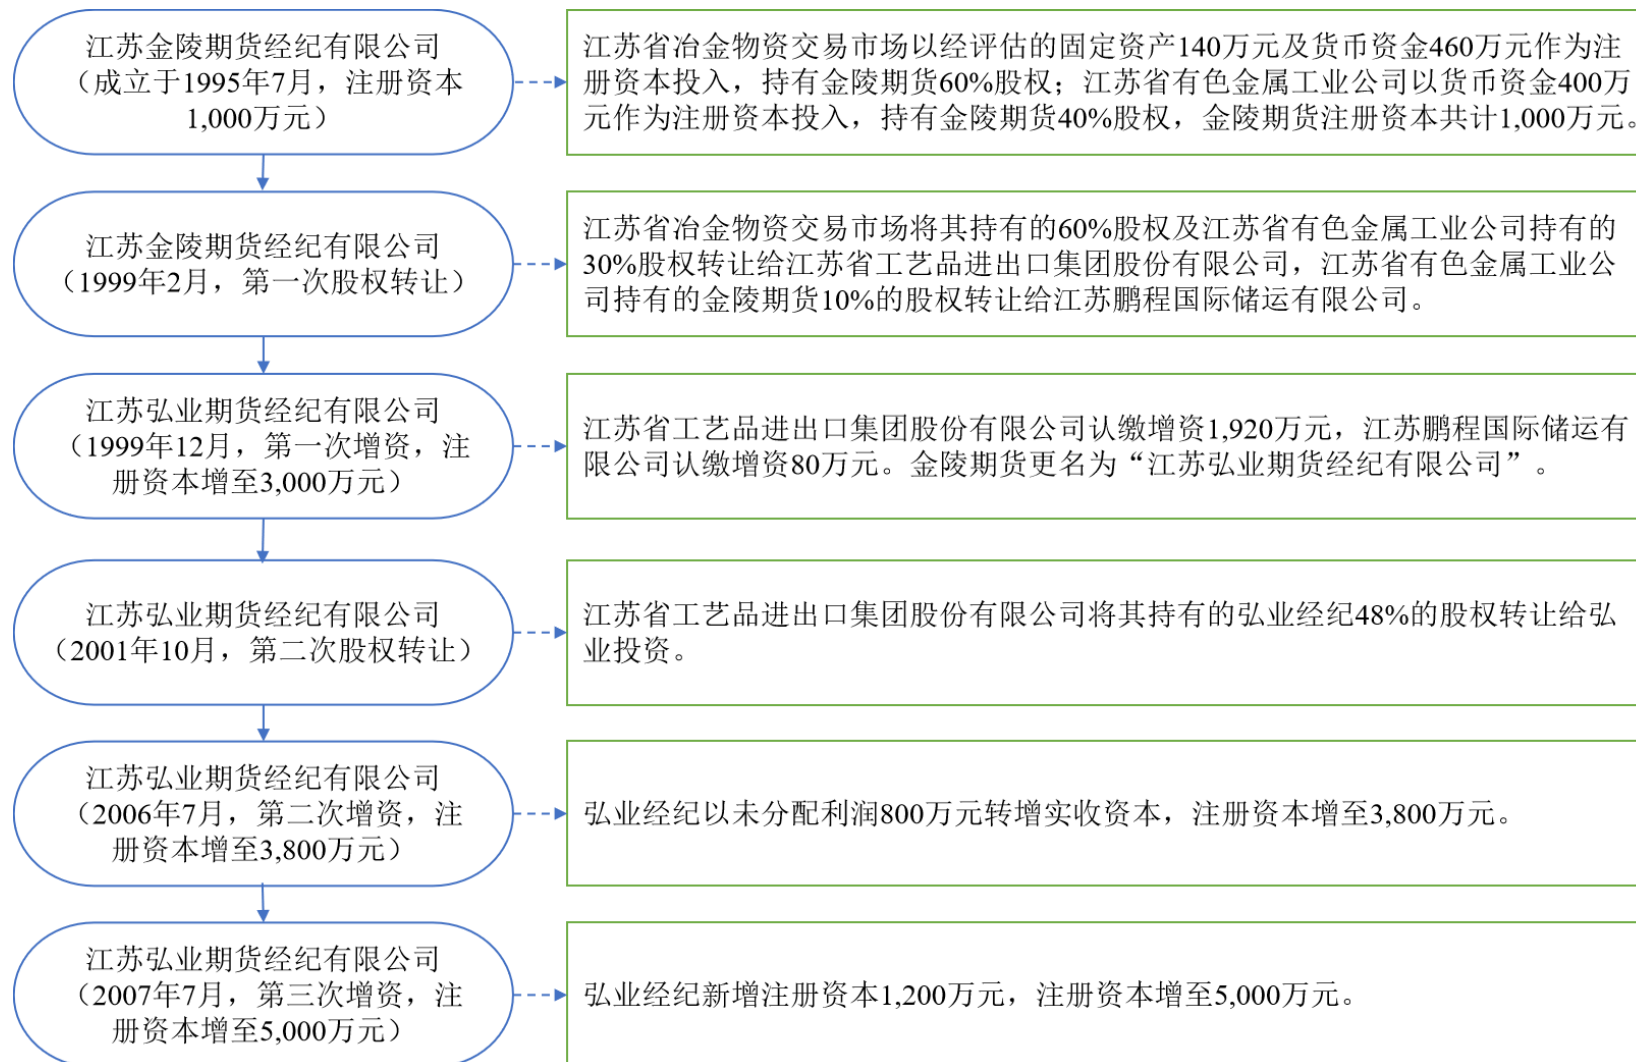 江苏金陵期货经纪有限公司
（成立于1995年7月，注册资本
1,000万元）
江苏省冶金物资交易市场以经评估的固定资产140万元及货币资金460万元作为注
册资本投入，持有金陵期货60%股权；江苏省有色金属工业公司以货币资金400万
元作为注册资本投入，持有金陵期货40%股权，金陵期货注册资本共计1,000万元。
江苏金陵期货经纪有限公司
（1999年2月，第一次股权转让）
江苏省冶金物资交易市场将其持有的60%股权及江苏省有色金属工业公司持有的
30%股权转让给江苏省工艺品进出口集团股份有限公司，江苏省有色金属工业公
司持有的金陵期货10%的股权转让给江苏鹏程国际储运有限公司。
江苏弘业期货经纪有限公司
（1999年12月，第一次增资，注
册资本增至3,000万元）
江苏省工艺品进出口集团股份有限公司认缴增资1,920万元，江苏鹏程国际储运有
限公司认缴增资80万元。金陵期货更名为“江苏弘业期货经纪有限公司”。
江苏弘业期货经纪有限公司
（2001年10月，第二次股权转让）
江苏省工艺品进出口集团股份有限公司将其持有的弘业经纪48%的股权转让给弘
业投资。
江苏弘业期货经纪有限公司
（2006年7月，第二次增资，注
册资本增至3,800万元）
弘业经纪以未分配利润800万元转增实收资本，注册资本增至3,800万元。
江苏弘业期货经纪有限公司
（2007年7月，第三次增资，注
册资本增至5,000万元）
弘业经纪新增注册资本1,200万元，注册资本增至5,000万元。